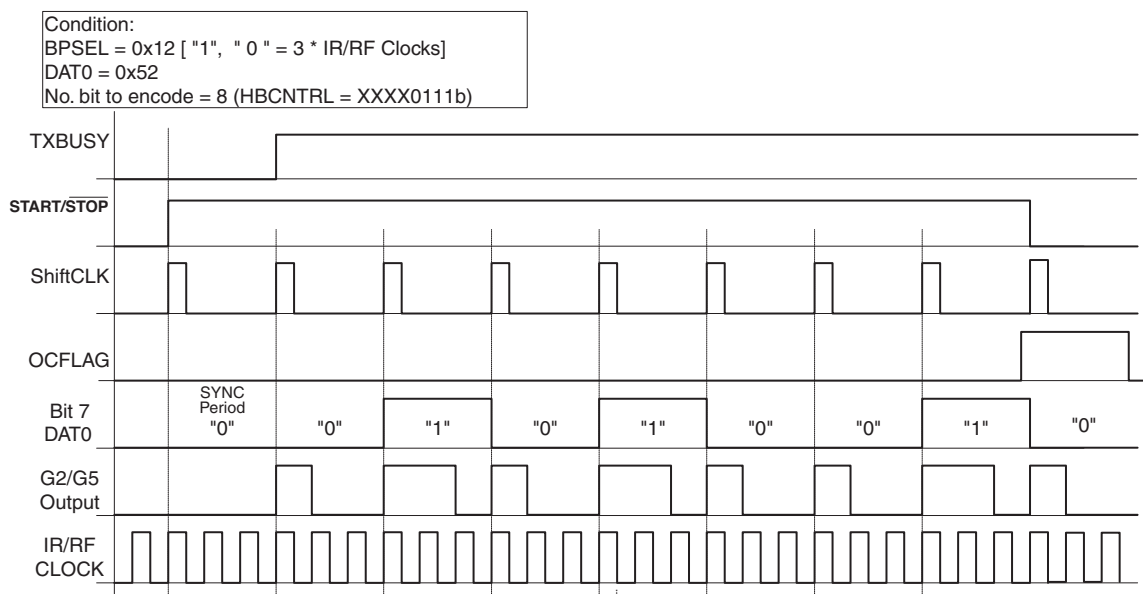 Condition:
BPSEL = 0x12 [ "1", " 0 " = 3 * IR/RF Clocks]
DAT0 = 0x52
No. bit to encode = 8 (HBCNTRL = XXXX0111b)
TXBUSY
START/STOP
ShiftCLK
OCFLAG
SYNC
Period
Bit 7
DAT0
"0" "0" "1" "0" "1" "0" "0" "1" "0"
G2/G5
Output
IR/RF
CLOCK